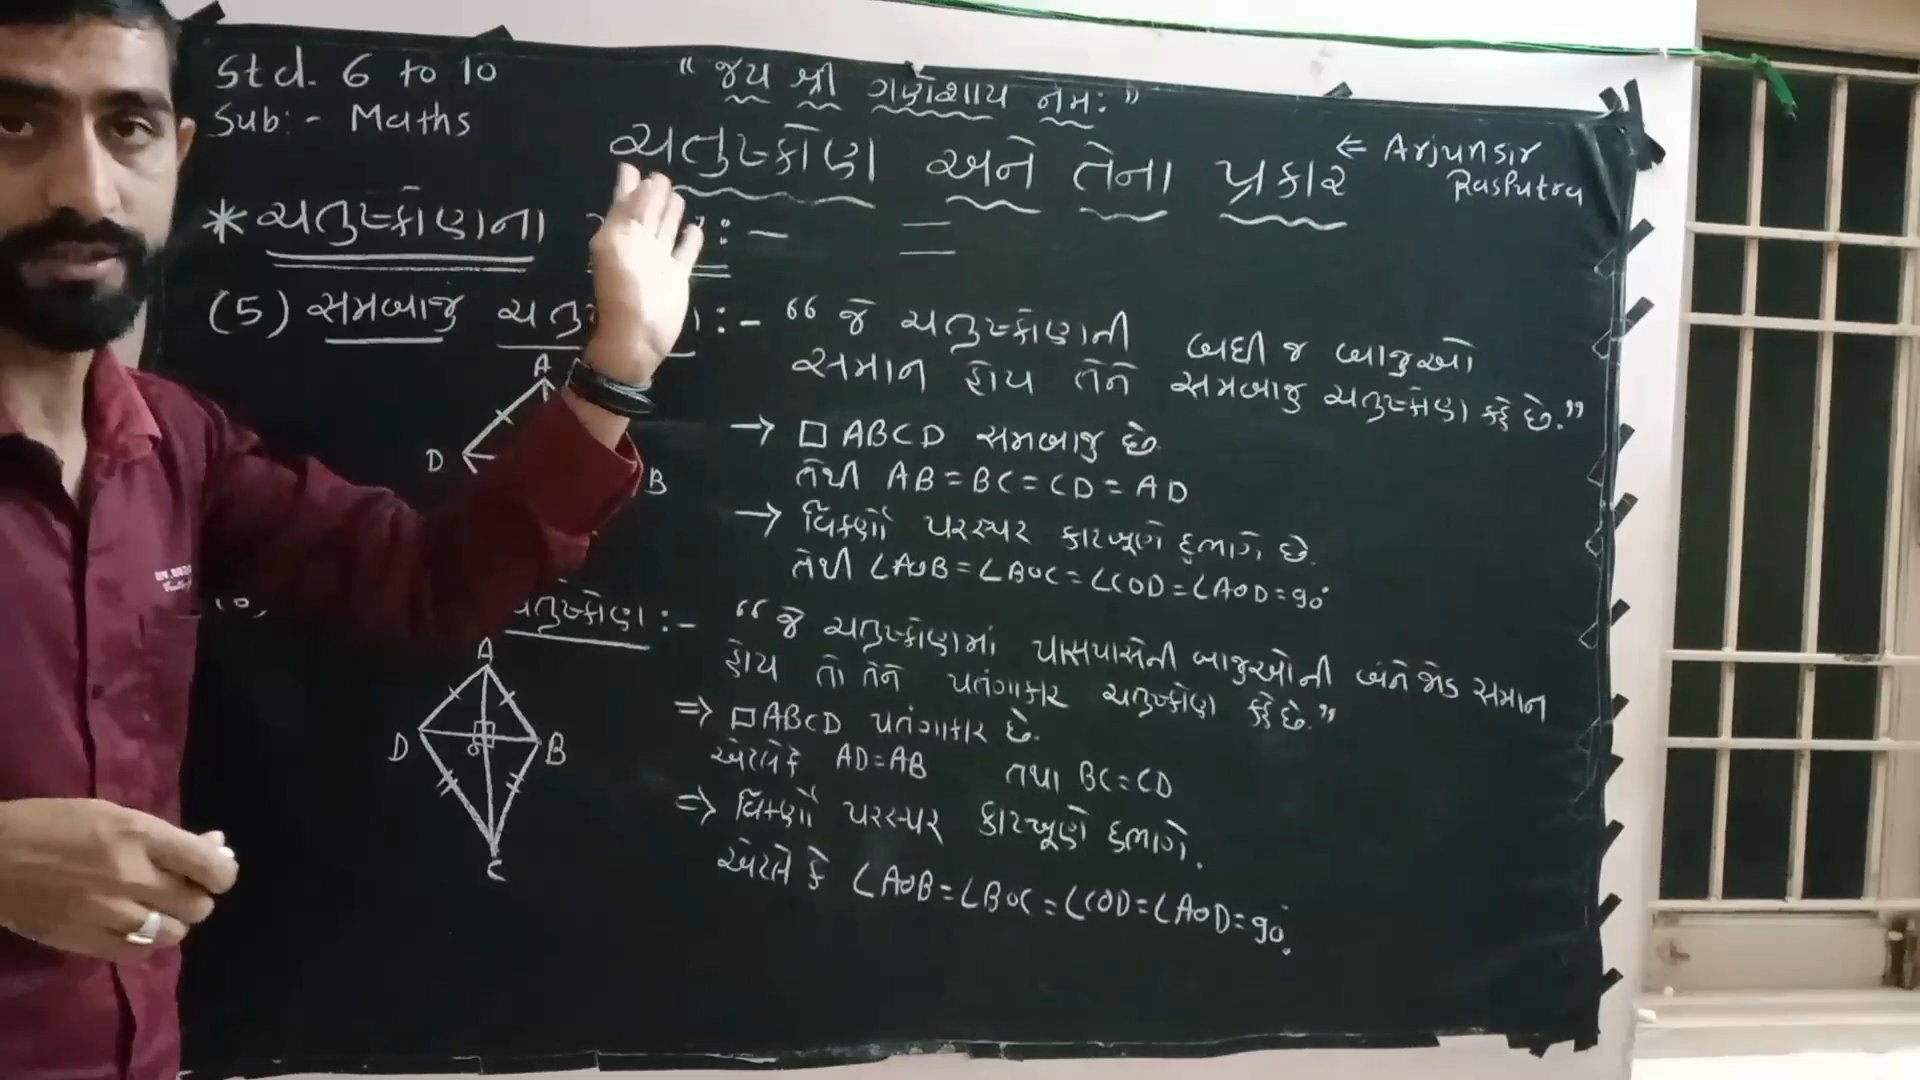 Std. 6 to 10
Sub:- Maths
“ જય શ્રી ગણેશાય નમ: ”
ચતુષ્કોણ અને તેના પ્રકાર ⇐ Arjunsir
Rasputra
* ચતુષ્કોણના :-
(5) સમબાજુ :- “ જે ચતુષ્કોણની બધી જ બાજુઓ
સમાન હોય તેને સમબાજુ ચતુષ્કોણ કહે છે.”
A
D
B
→ □ ABCD સમબાજુ છે.
તેથી AB = BC = CD = AD
→ વિકર્ણો પરસ્પર કાટખૂણે દુભાગે છે.
તેથી ∠AOB = ∠BOC = ∠COD = ∠AOD = 90°
ચતુષ્કોણ :- “ જે ચતુષ્કોણમાં પાસપાસેની બાજુઓની બંને જોડ સમાન
હોય તો તેને પતંગાકાર ચતુષ્કોણ કહે છે.”
A
D
B
O
C
⇒ □ ABCD પતંગાકાર છે.
એટલે કે AD = AB તથા BC = CD
⇒ વિકર્ણો પરસ્પર કાટખૂણે દુભાગે.
એટલે કે ∠AOB = ∠BOC = ∠COD = ∠AOD = 90°.